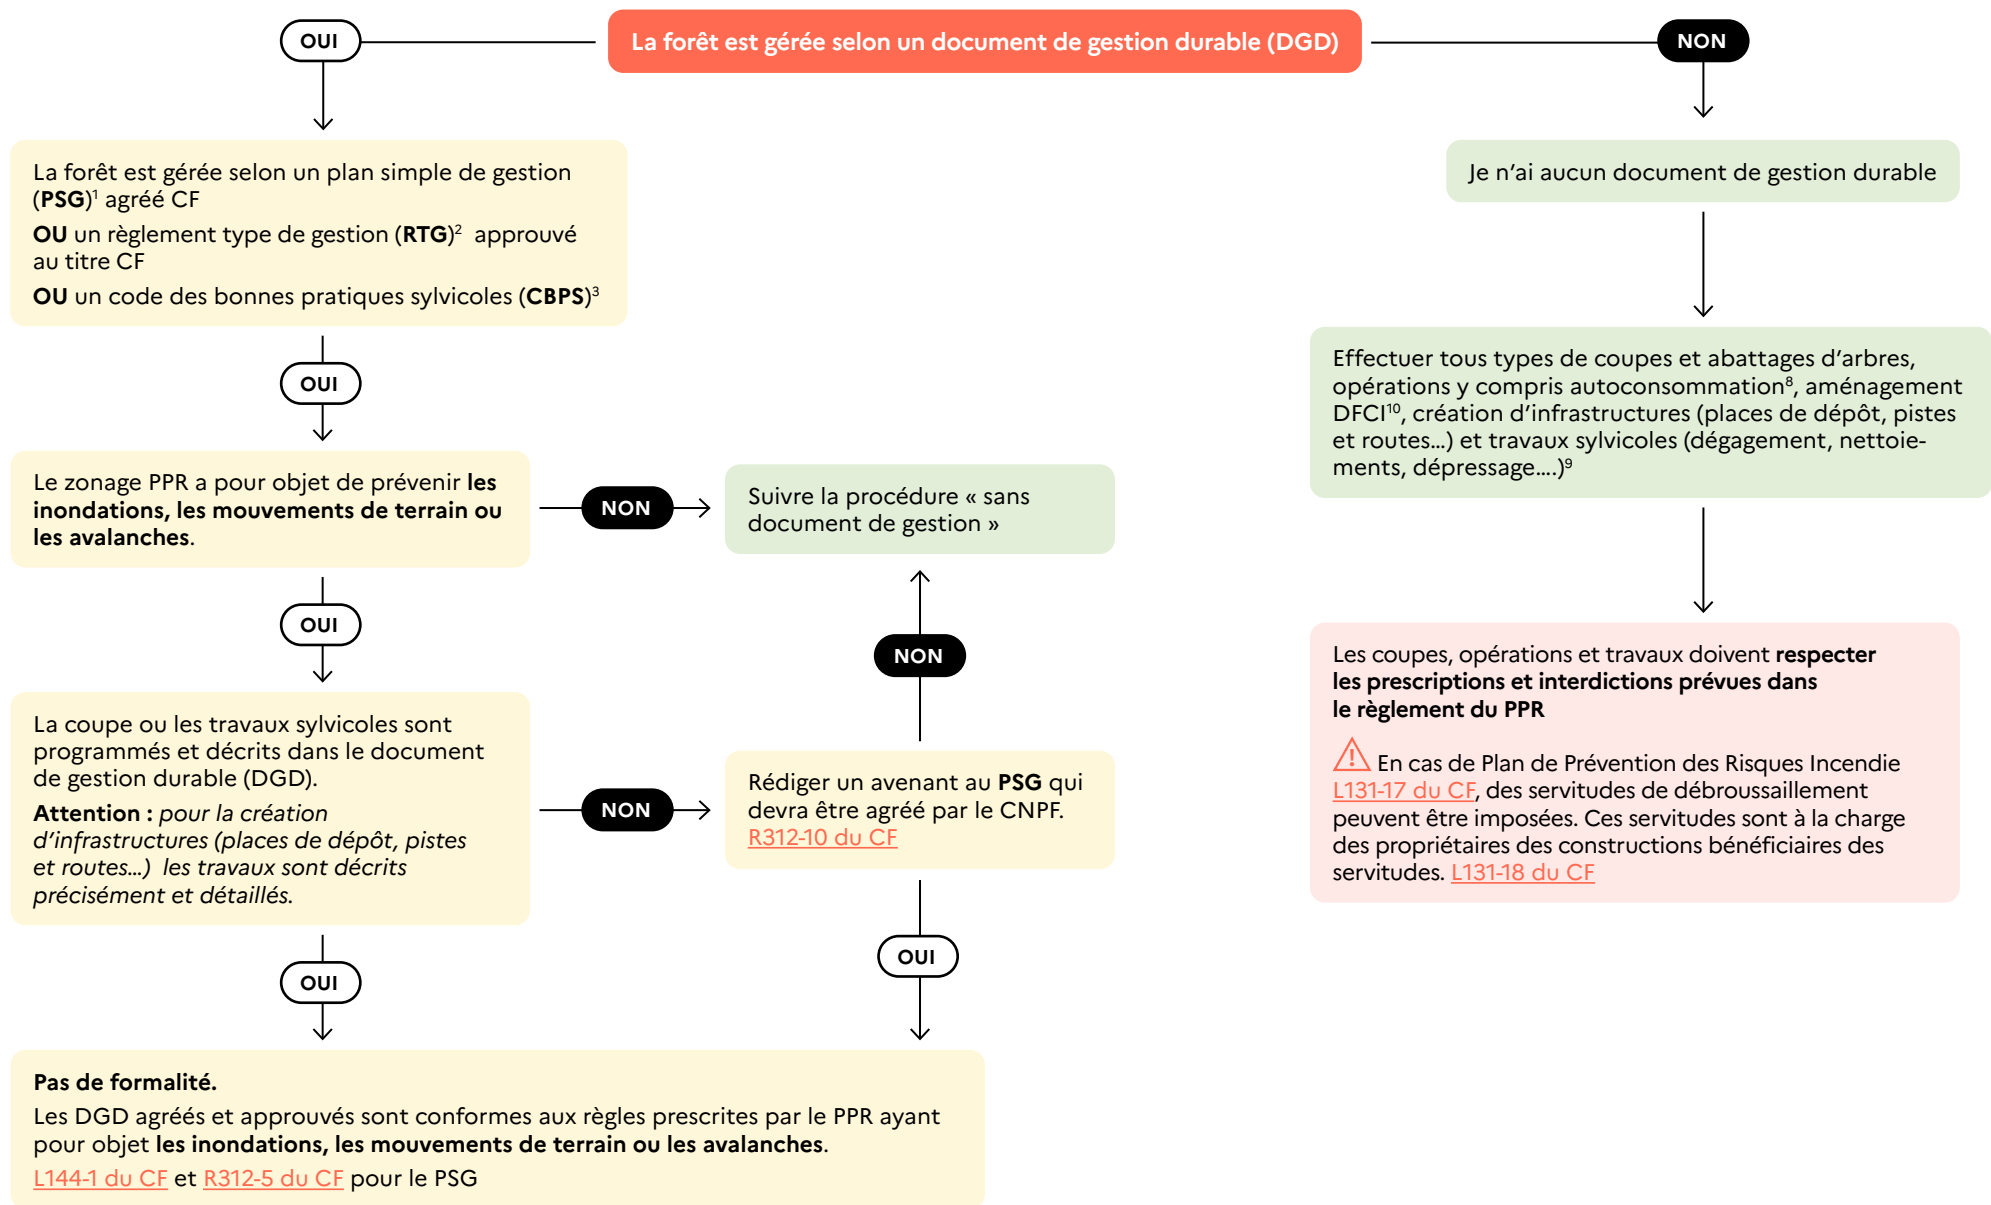 La forêt est gérée selon un document de gestion durable (DGD)
OUI
NON
La forêt est gérée selon un plan simple de gestion
(PSG)¹ agréé CF
OU un règlement type de gestion (RTG)² approuvé
au titre CF
OU un code des bonnes pratiques sylvicoles (CBPS)³
OUI
Le zonage PPR a pour objet de prévenir les
inondations, les mouvements de terrain ou
les avalanches.
NON
Suivre la procédure « sans
document de gestion »
OUI
NON
La coupe ou les travaux sylvicoles sont
programmés et décrits dans le document
de gestion durable (DGD).
Attention : pour la création
d’infrastructures (places de dépôt, pistes
et routes…) les travaux sont décrits
précisément et détaillés.
NON
Rédiger un avenant au PSG qui
devra être agréé par le CNPF.
R312-10 du CF
OUI
OUI
Pas de formalité.
Les DGD agréés et approuvés sont conformes aux règles prescrites par le PPR ayant
pour objet les inondations, les mouvements de terrain ou les avalanches.
L144-1 du CF et R312-5 du CF pour le PSG
Je n’ai aucun document de gestion durable
Effectuer tous types de coupes et abattages d’arbres,
opérations y compris autoconsommation⁸, aménagement
DFCI¹⁰, création d’infrastructures (places de dépôt, pistes
et routes…) et travaux sylvicoles (dégagement, nettoie-
ments, dépressage….)⁹
Les coupes, opérations et travaux doivent respecter
les prescriptions et interdictions prévues dans
le règlement du PPR
! En cas de Plan de Prévention des Risques Incendie
L131-17 du CF, des servitudes de débroussaillement
peuvent être imposées. Ces servitudes sont à la charge
des propriétaires des constructions bénéficiaires des
servitudes. L131-18 du CF